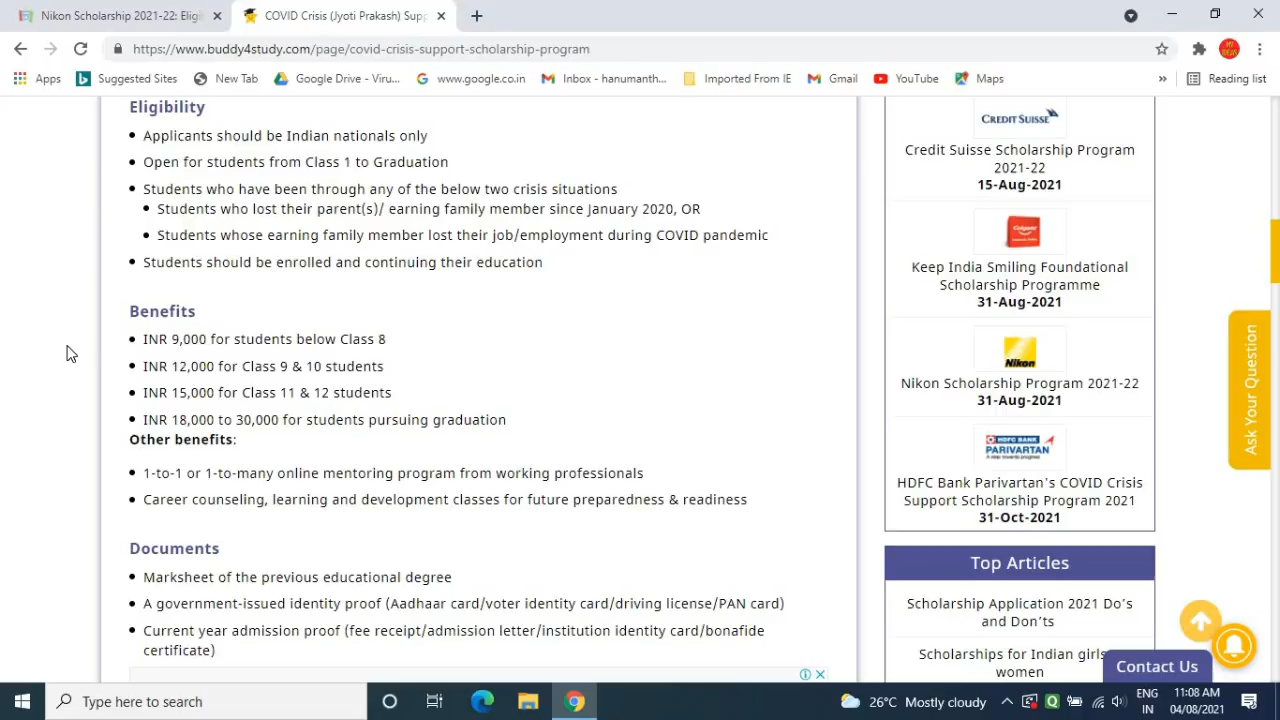 Nikon Scholarship 2021-22: Eligi
COVID Crisis (Jyoti Prakash) Supp
https://www.buddy4study.com/page/covid-crisis-support-scholarship-program
Apps
Suggested Sites
New Tab
Google Drive - Viru...
www.google.co.in
Inbox - hanumanth...
Imported From IE
Gmail
YouTube
Maps
»
Reading list
Eligibility
• Applicants should be Indian nationals only
• Open for students from Class 1 to Graduation
• Students who have been through any of the below two crisis situations
• Students who lost their parent(s)/ earning family member since January 2020, OR
• Students whose earning family member lost their job/employment during COVID pandemic
• Students should be enrolled and continuing their education
Benefits
• INR 9,000 for students below Class 8
• INR 12,000 for Class 9 & 10 students
• INR 15,000 for Class 11 & 12 students
• INR 18,000 to 30,000 for students pursuing graduation
Other benefits:
• 1-to-1 or 1-to-many online mentoring program from working professionals
• Career counseling, learning and development classes for future preparedness & readiness
Documents
• Marksheet of the previous educational degree
• A government-issued identity proof (Aadhaar card/voter identity card/driving license/PAN card)
• Current year admission proof (fee receipt/admission letter/institution identity card/bonafide
certificate)
CREDIT SUISSE
Credit Suisse Scholarship Program
2021-22
15-Aug-2021
Colgate
Keep India Smiling Foundational
Scholarship Programme
31-Aug-2021
Nikon
Nikon Scholarship Program 2021-22
31-Aug-2021
HDFC BANK
PARIVARTAN
A step towards progress
HDFC Bank Parivartan's COVID Crisis
Support Scholarship Program 2021
31-Oct-2021
Top Articles
Scholarship Application 2021 Do's
and Don'ts
Scholarships for Indian girls
women
Ask Your Question
Contact Us
Type here to search
26°C Mostly cloudy
ENG
IN
11:08 AM
04/08/2021